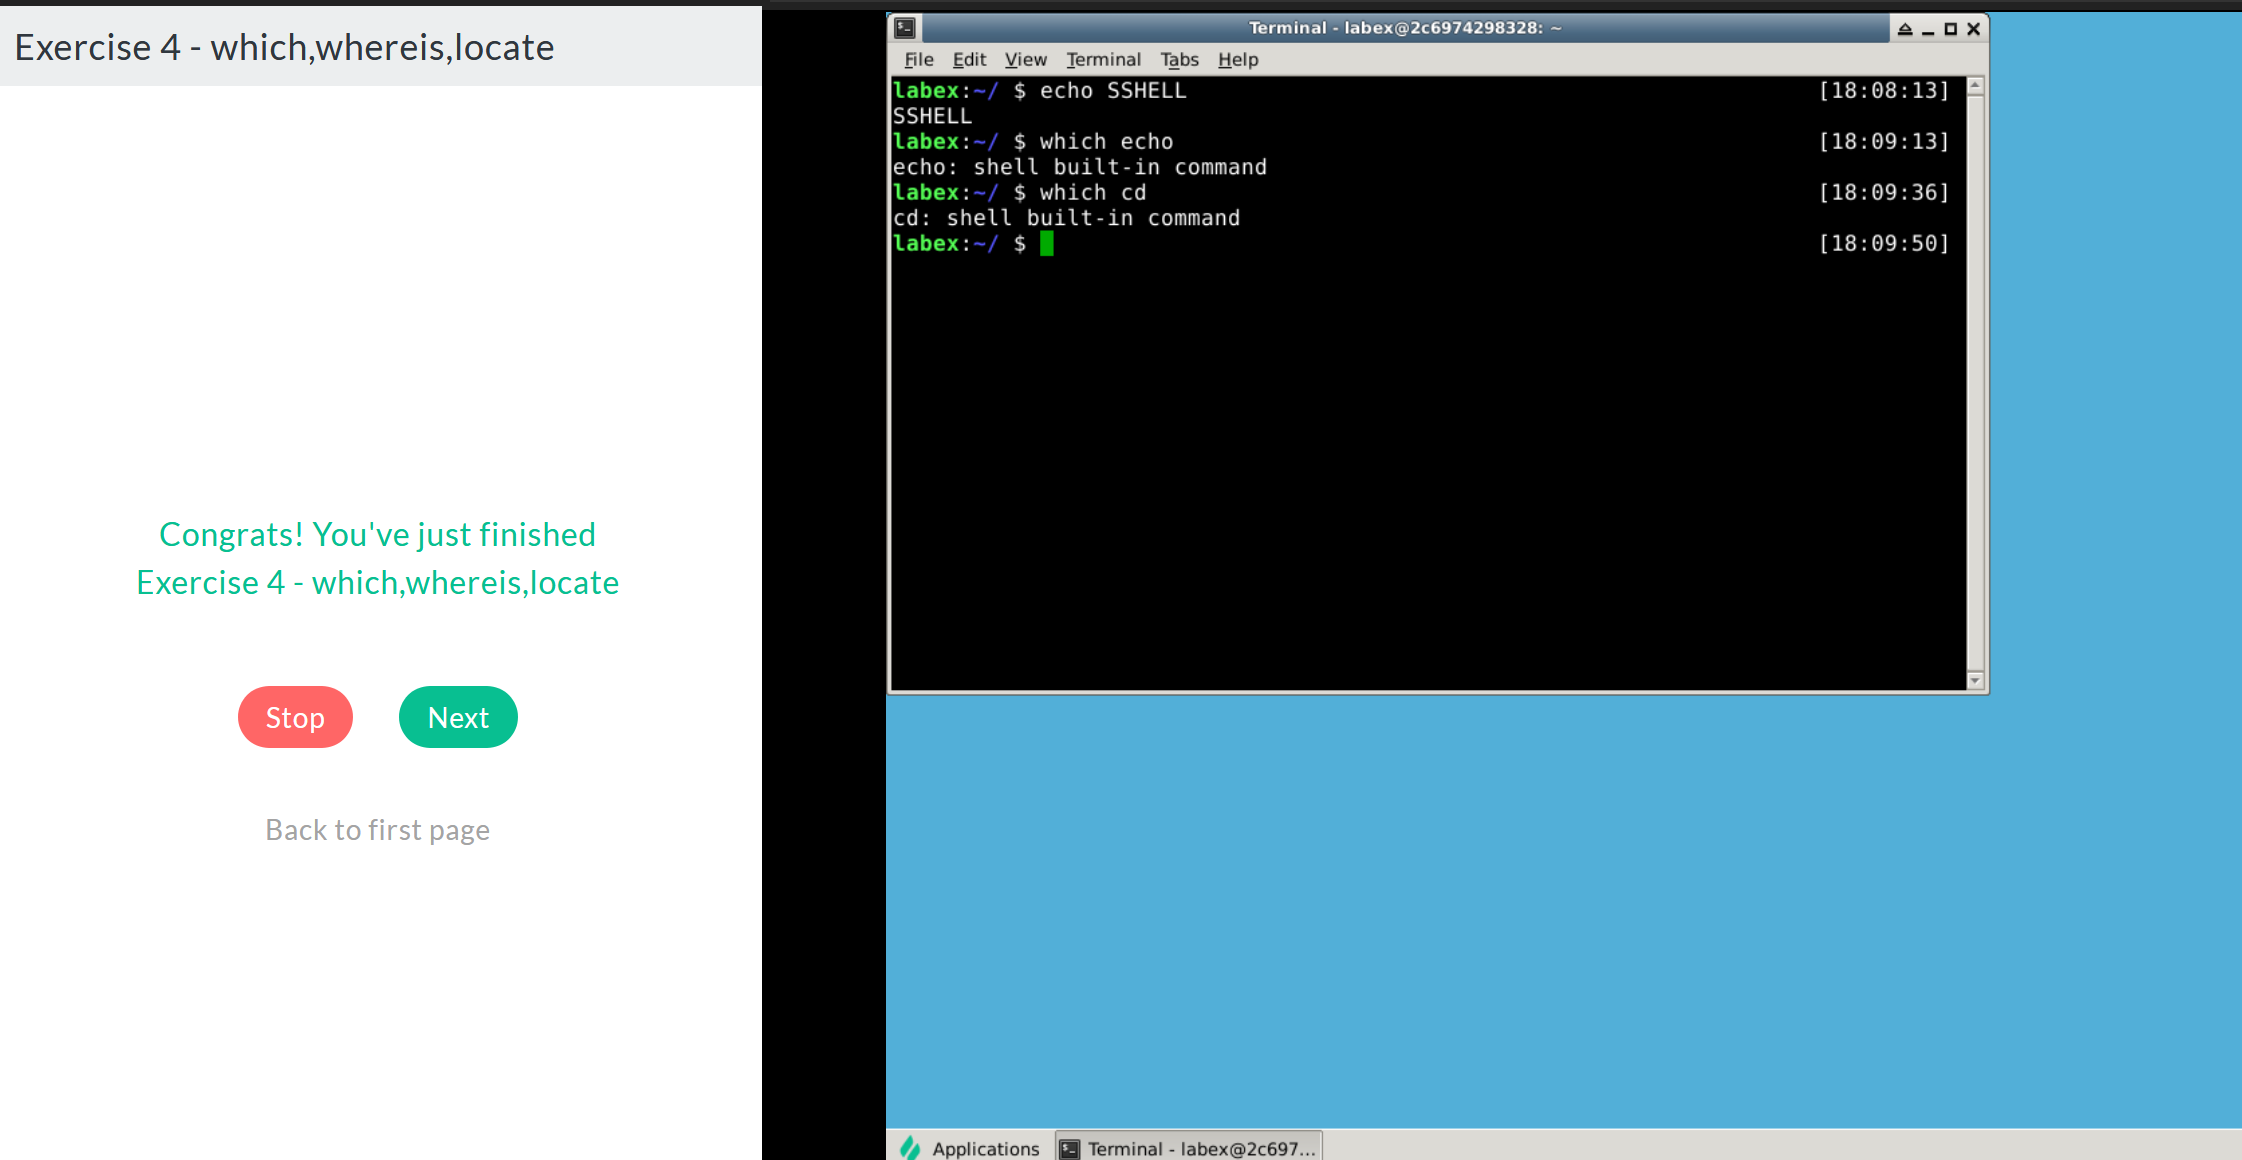 Exercise 4 - which,whereis,locate
Congrats! You've just finished
Exercise 4 - which,whereis,locate
Stop Next
Back to first page
Terminal - labex@2c6974298328: ~
File Edit View Terminal Tabs Help
labex:~/ $ echo SSHELL [18:08:13]
SSHELL
labex:~/ $ which echo [18:09:13]
echo: shell built-in command
labex:~/ $ which cd [18:09:36]
cd: shell built-in command
labex:~/ $ [18:09:50]
Applications Terminal - labex@2c697...